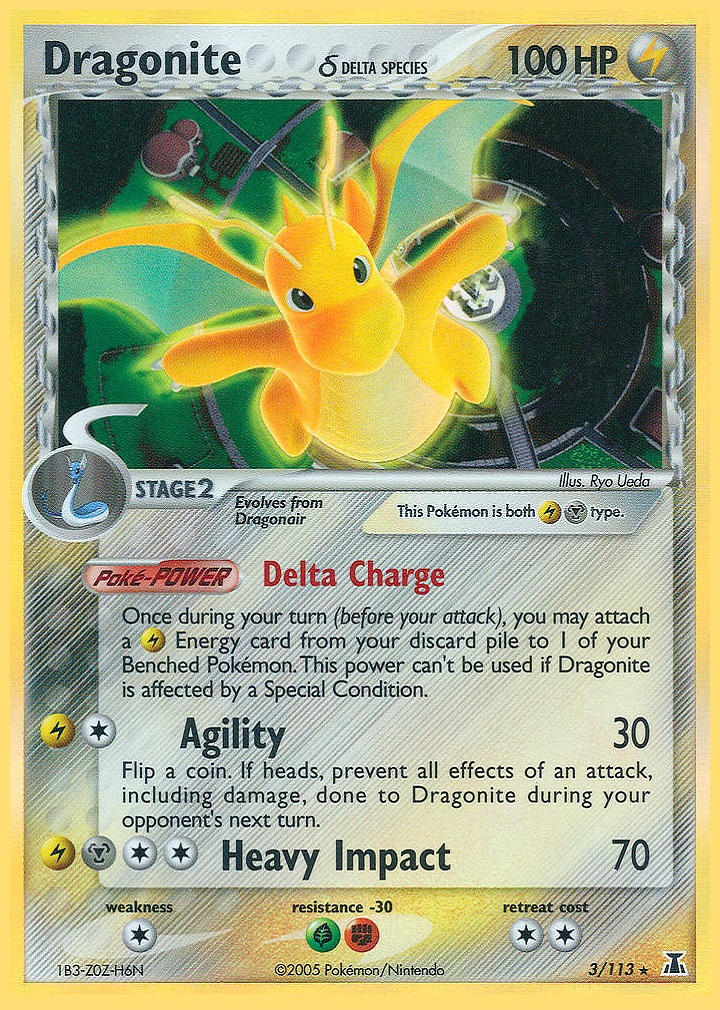 Dragonite δ DELTA SPECIES 100 HP
Illus. Ryo Ueda
STAGE 2
Evolves from
Dragonair
This Pokémon is both type.
Poké-POWER Delta Charge
Once during your turn (before your attack), you may attach
a Energy card from your discard pile to 1 of your
Benched Pokémon. This power can't be used if Dragonite
is affected by a Special Condition.
Agility 30
Flip a coin. If heads, prevent all effects of an attack,
including damage, done to Dragonite during your
opponent's next turn.
Heavy Impact 70
weakness resistance -30 retreat cost
1B3-Z0Z-H6N ©2005 Pokémon/Nintendo 3/113 ★